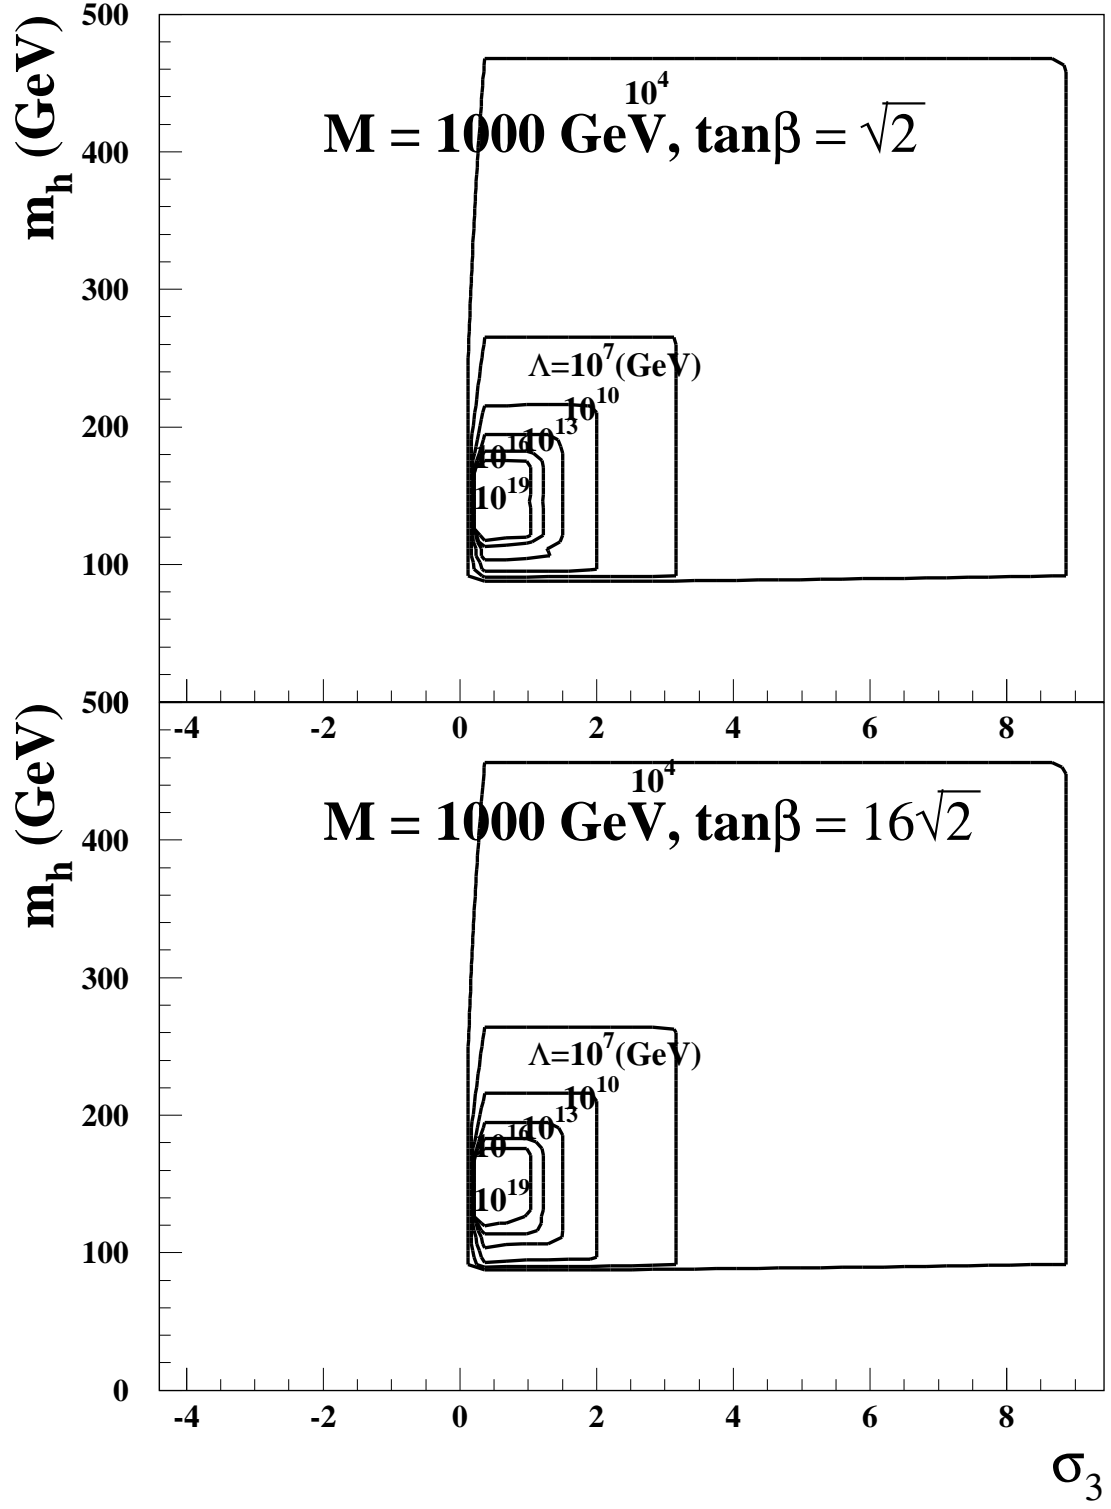 500
m_h (GeV)
10^4
M = 1000 GeV, tanβ = √2
400
300
Λ=10^7(GeV)
10^10
200
10^13
10^16
10^19
100
500
-4 -2 0 2 4 6 8
m_h (GeV)
10^4
M = 1000 GeV, tanβ = 16√2
400
300
Λ=10^7(GeV)
10^10
200
10^13
10^16
10^19
100
0
-4 -2 0 2 4 6 8
σ_3